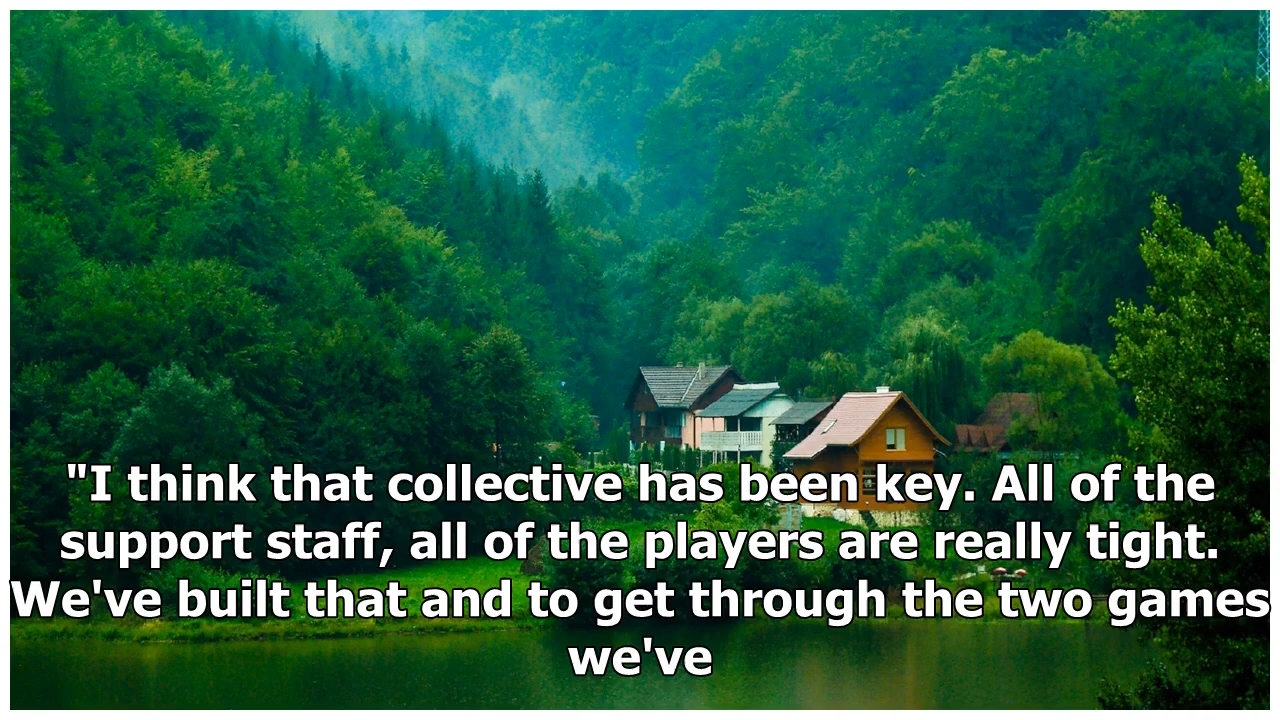 "I think that collective has been key. All of the
support staff, all of the players are really tight.
We've built that and to get through the two games
we've